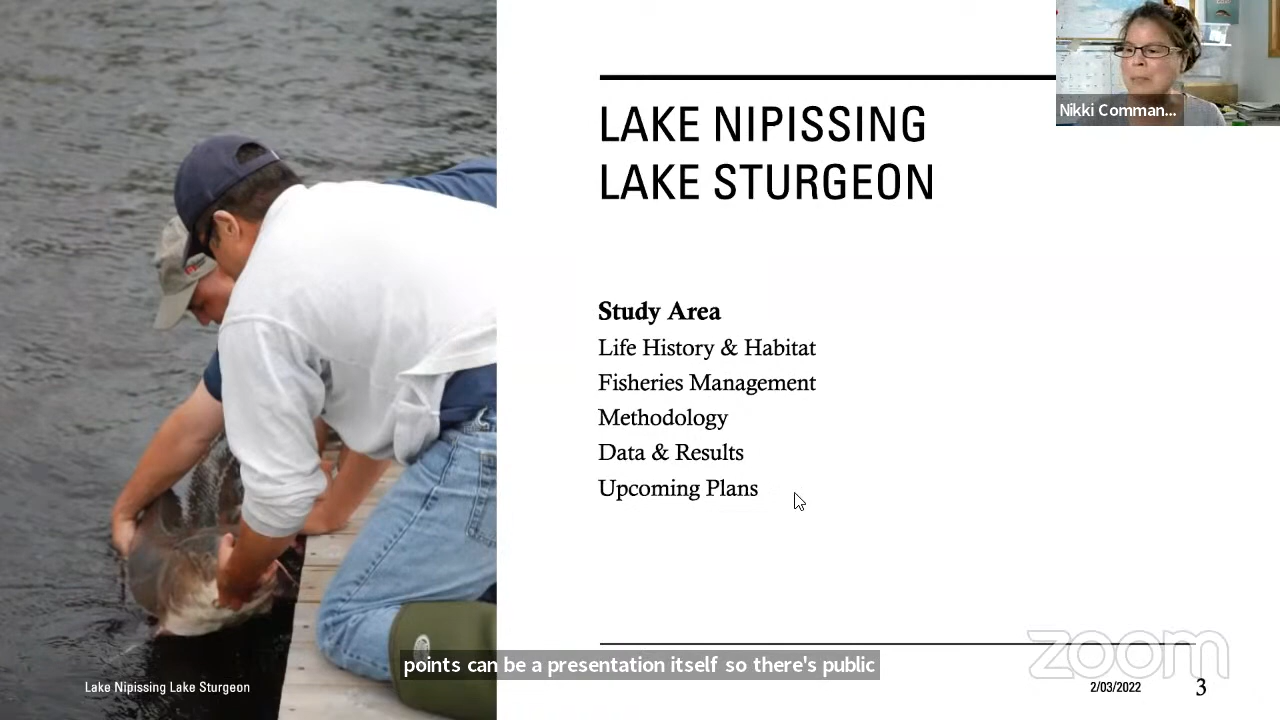 Nikki Comman...
LAKE NIPISSING
LAKE STURGEON
Study Area
Life History & Habitat
Fisheries Management
Methodology
Data & Results
Upcoming Plans
zoom
points can be a presentation itself so there's public
Lake Nipissing Lake Sturgeon
2/03/2022
3